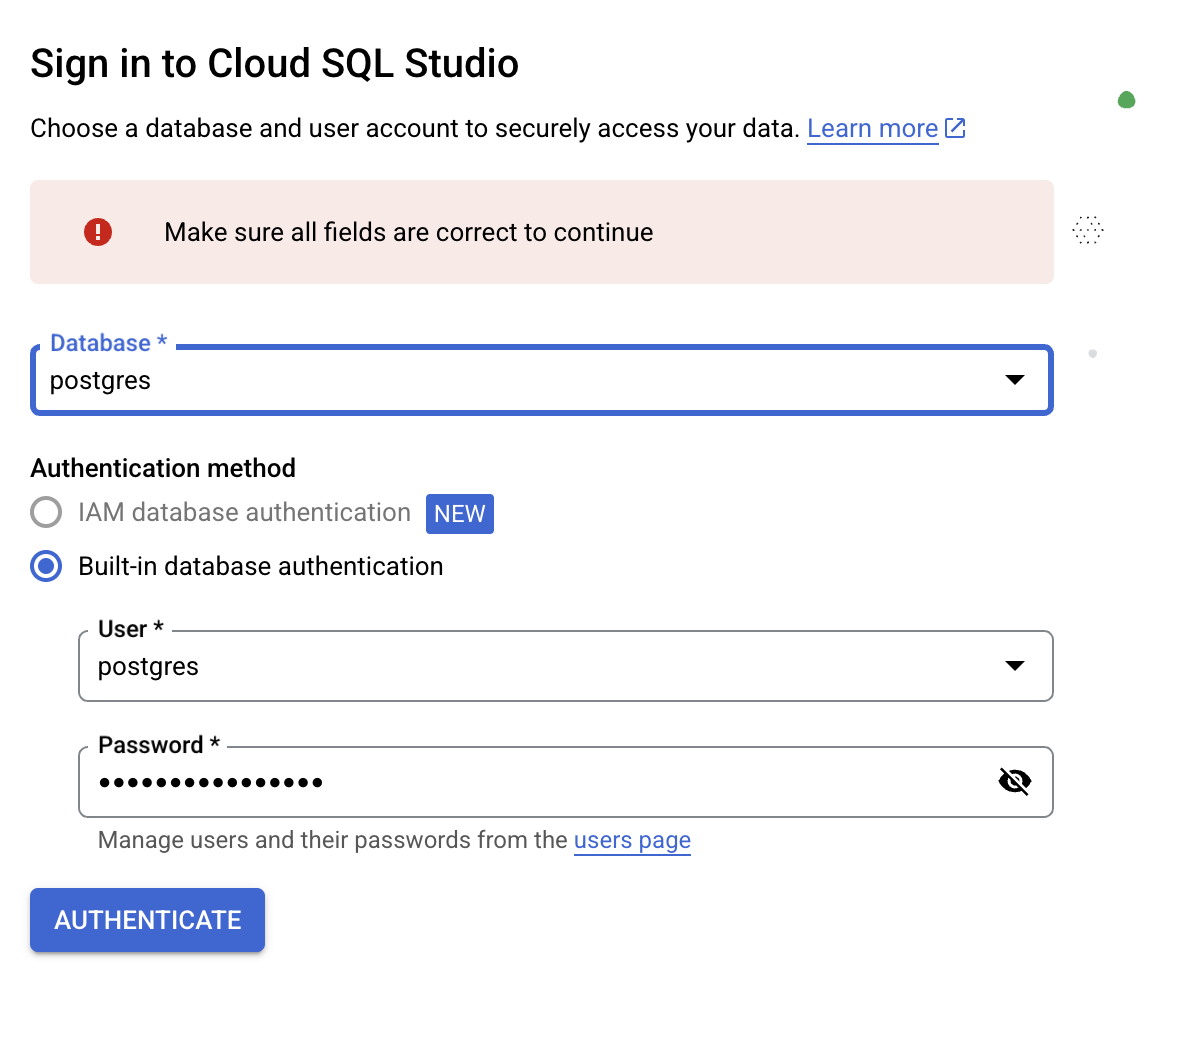 Sign in to Cloud SQL Studio
Choose a database and user account to securely access your data. Learn more
Make sure all fields are correct to continue
Database *
postgres
Authentication method
IAM database authentication NEW
Built-in database authentication
User *
postgres
Password *
••••••••••••••••
Manage users and their passwords from the users page
AUTHENTICATE